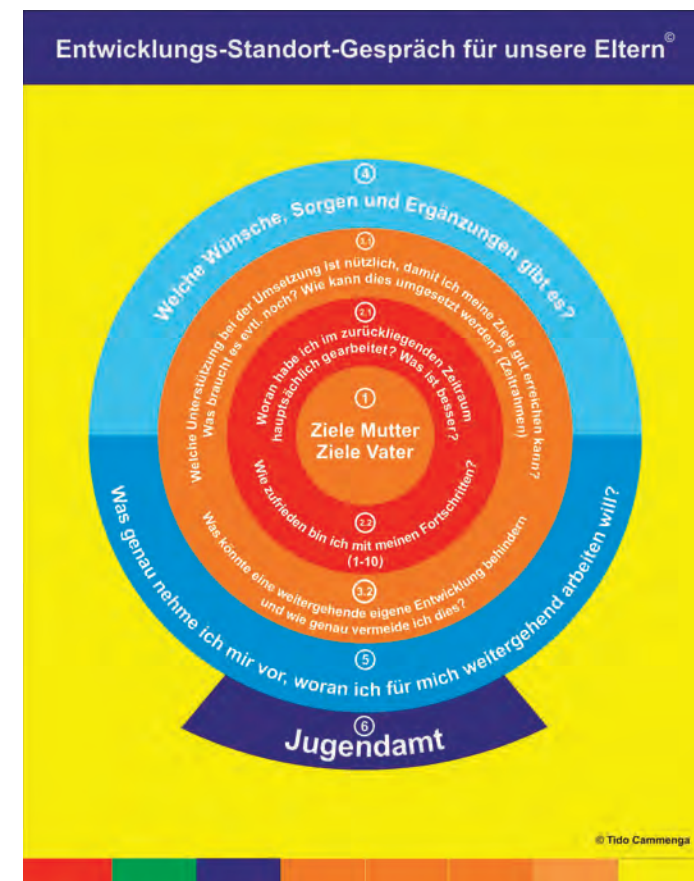 Entwicklungs-Standort-Gespräch für unsere Eltern©
4
Welche Wünsche, Sorgen und Ergänzungen gibt es?
3.1
Welche Unterstützung bei der Umsetzung ist nützlich, damit ich meine Ziele gut erreichen kann?
Was braucht es evtl. noch? Wie kann dies umgesetzt werden? (Zeitrahmen)
2.1
Woran habe ich im zurückliegenden Zeitraum
hauptsächlich gearbeitet? Was ist besser?
1
Ziele Mutter
Ziele Vater
Wie zufrieden bin ich mit meinen Fortschritten?
2.2
(1-10)
Was könnte eine weitergehende eigene Entwicklung behindern
3.2
und wie genau vermeide ich dies?
Was genau nehme ich mir vor, woran ich für mich weitergehend arbeiten will?
5
6
Jugendamt
© Tido Cammenga